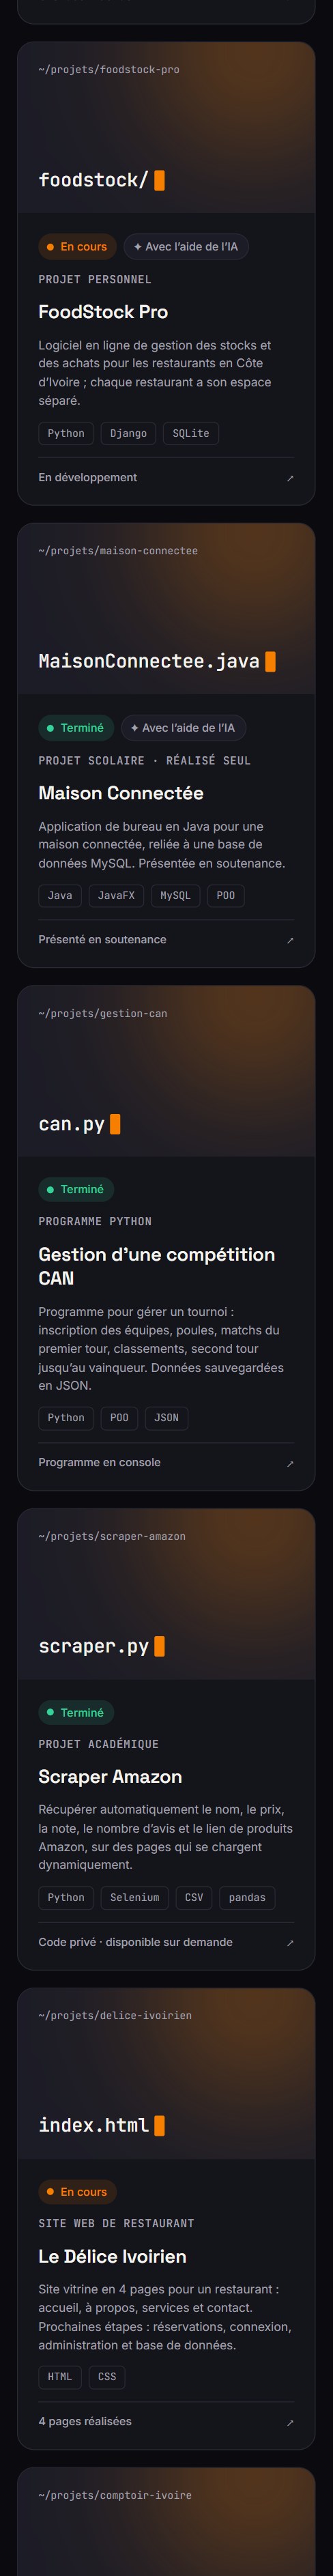 ~/projets/foodstock-pro
foodstock/
En cours
✦ Avec l’aide de l’IA
PROJET PERSONNEL
FoodStock Pro
Logiciel en ligne de gestion des stocks et
des achats pour les restaurants en Côte
d’Ivoire ; chaque restaurant a son espace
séparé.
Python
Django
SQLite
En développement
↗
~/projets/maison-connectee
MaisonConnectee.java
Terminé
✦ Avec l’aide de l’IA
PROJET SCOLAIRE · RÉALISÉ SEUL
Maison Connectée
Application de bureau en Java pour une
maison connectée, reliée à une base de
données MySQL. Présentée en soutenance.
Java
JavaFX
MySQL
POO
Présenté en soutenance
↗
~/projets/gestion-can
can.py
Terminé
PROGRAMME PYTHON
Gestion d’une compétition
CAN
Programme pour gérer un tournoi :
inscription des équipes, poules, matchs du
premier tour, classements, second tour
jusqu’au vainqueur. Données sauvegardées
en JSON.
Python
POO
JSON
Programme en console
↗
~/projets/scraper-amazon
scraper.py
Terminé
PROJET ACADÉMIQUE
Scraper Amazon
Récupérer automatiquement le nom, le prix,
la note, le nombre d’avis et le lien de produits
Amazon, sur des pages qui se chargent
dynamiquement.
Python
Selenium
CSV
pandas
Code privé · disponible sur demande
↗
~/projets/delice-ivoirien
index.html
En cours
SITE WEB DE RESTAURANT
Le Délice Ivoirien
Site vitrine en 4 pages pour un restaurant :
accueil, à propos, services et contact.
Prochaines étapes : réservations, connexion,
administration et base de données.
HTML
CSS
4 pages réalisées
↗
~/projets/comptoir-ivoire